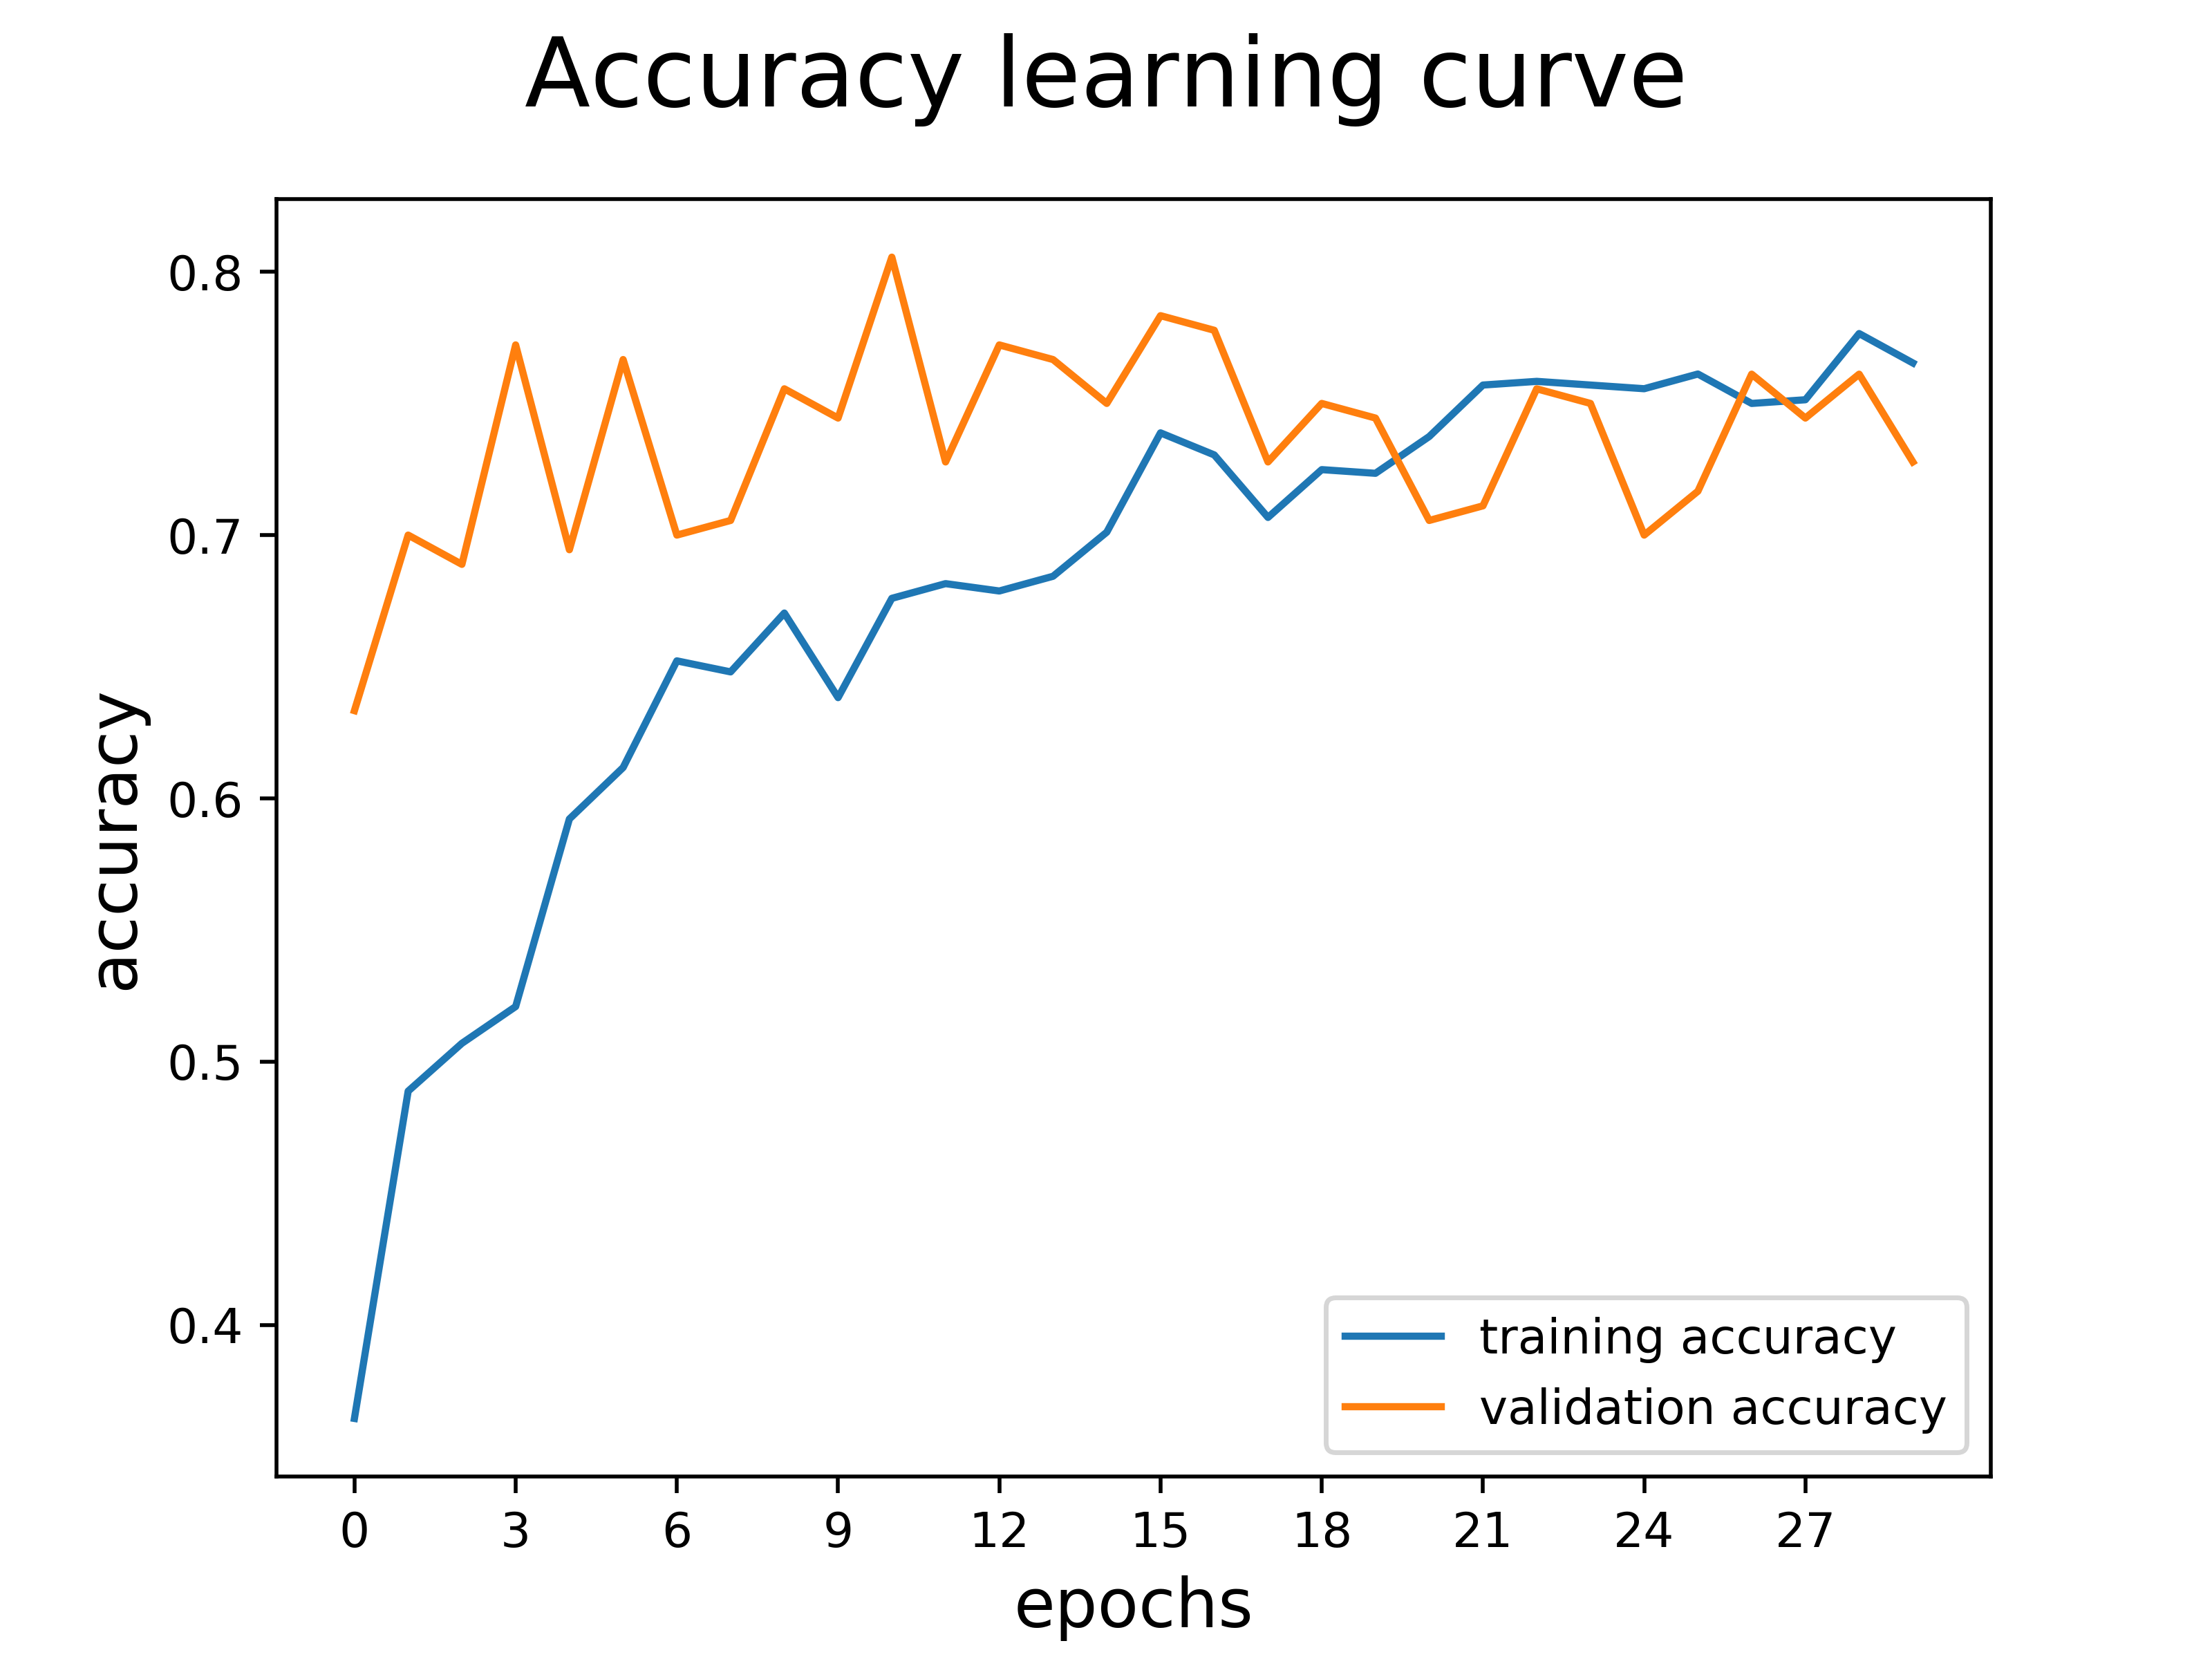 Accuracy learning curve
accuracy
0.8
0.7
0.6
0.5
0.4
training accuracy
validation accuracy
0 3 6 9 12 15 18 21 24 27
epochs